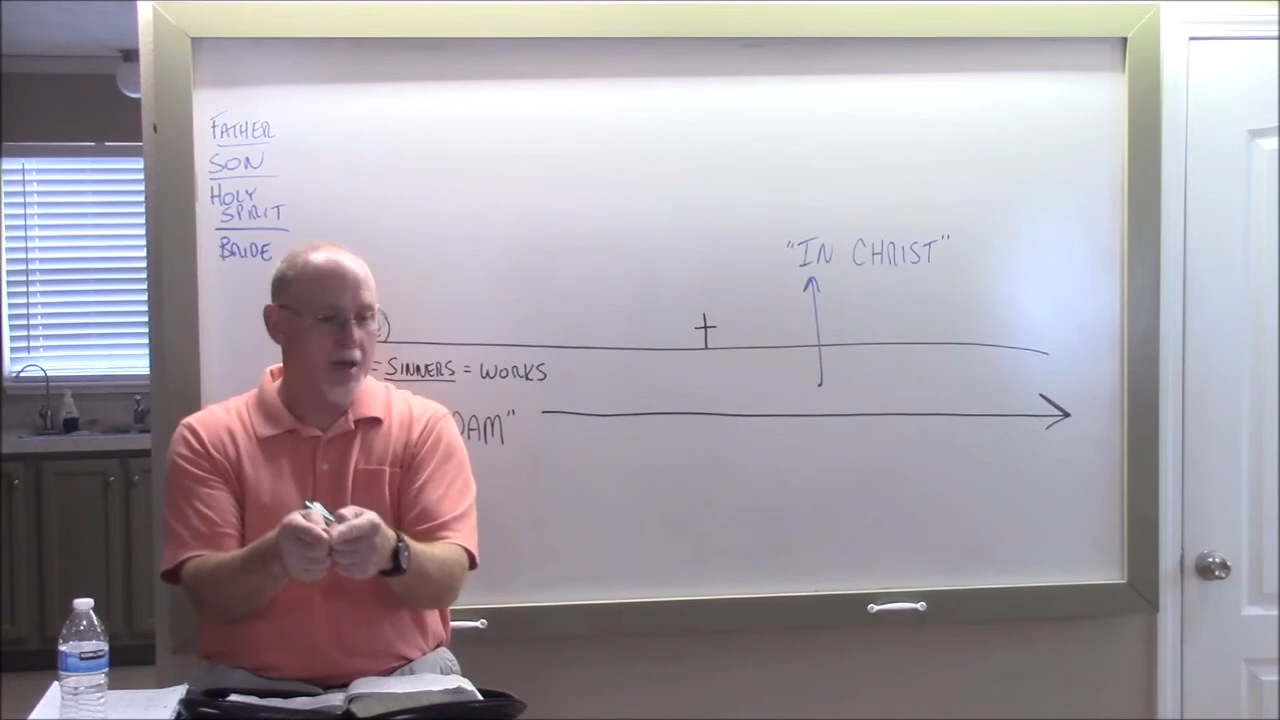 FATHER
SON
HOLY
SPIRIT
BRIDE
"IN CHRIST"
= SINNERS = WORKS
DAM"